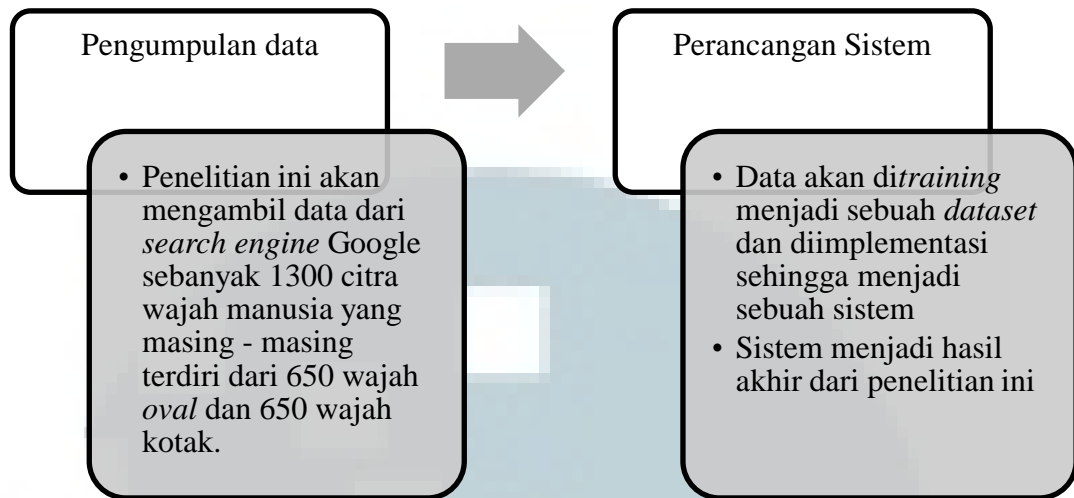 Pengumpulan data
• Penelitian ini akan
mengambil data dari
search engine Google
sebanyak 1300 citra
wajah manusia yang
masing - masing
terdiri dari 650 wajah
oval dan 650 wajah
kotak.
Perancangan Sistem
• Data akan ditraining
menjadi sebuah dataset
dan diimplementasi
sehingga menjadi
sebuah sistem
• Sistem menjadi hasil
akhir dari penelitian ini